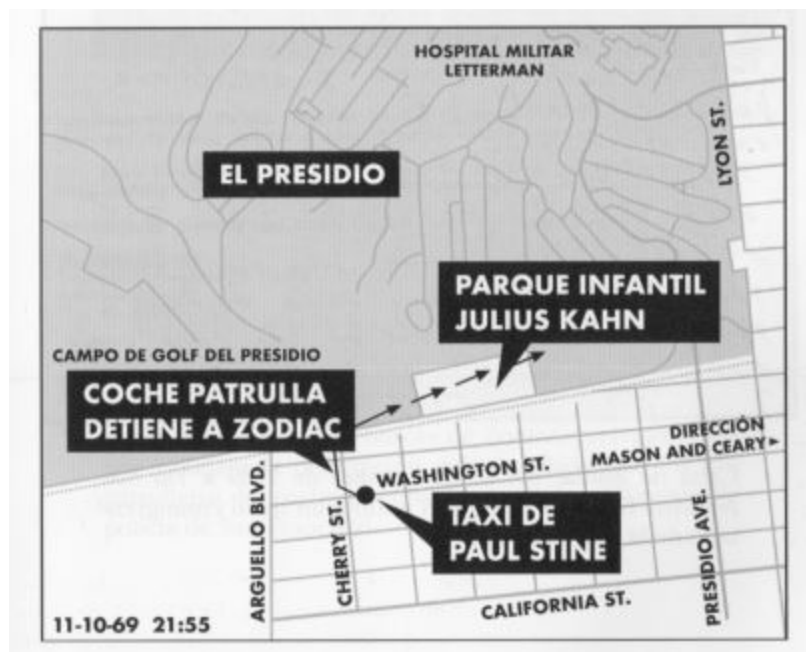 HOSPITAL MILITAR
LETTERMAN
LYON ST.
EL PRESIDIO
PARQUE INFANTIL
JULIUS KAHN
CAMPO DE GOLF DEL PRESIDIO
COCHE PATRULLA
DETIENE A ZODIAC
DIRECCIÓN
MASON AND CEARY
WASHINGTON ST.
TAXI DE
PAUL STINE
ARGUELLO BLVD.
CHERRY ST.
PRESIDIO AVE.
CALIFORNIA ST.
11-10-69 21:55